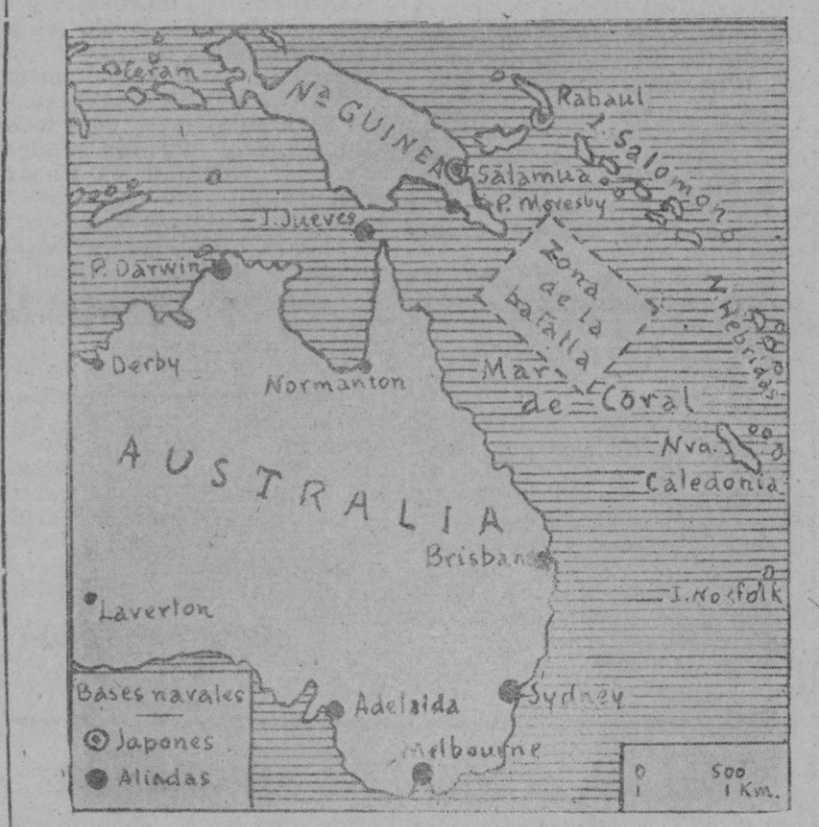 Ceram
Nª GUINEA
Rabaul
I. Salomon
Salamua
P. Moresby
I. Jueves
P. Darwin
Zona
de la
batalla
N. Hebridas
Derby
Normanton
Mar
de Coral
Nva.
Caledonia
AUSTRALIA
Brisban
I. Norfolk
Laverton
Bases navales
Japones
Aliadas
Adelaida
Sydney
Melbourne
0 500
1 1 Km.